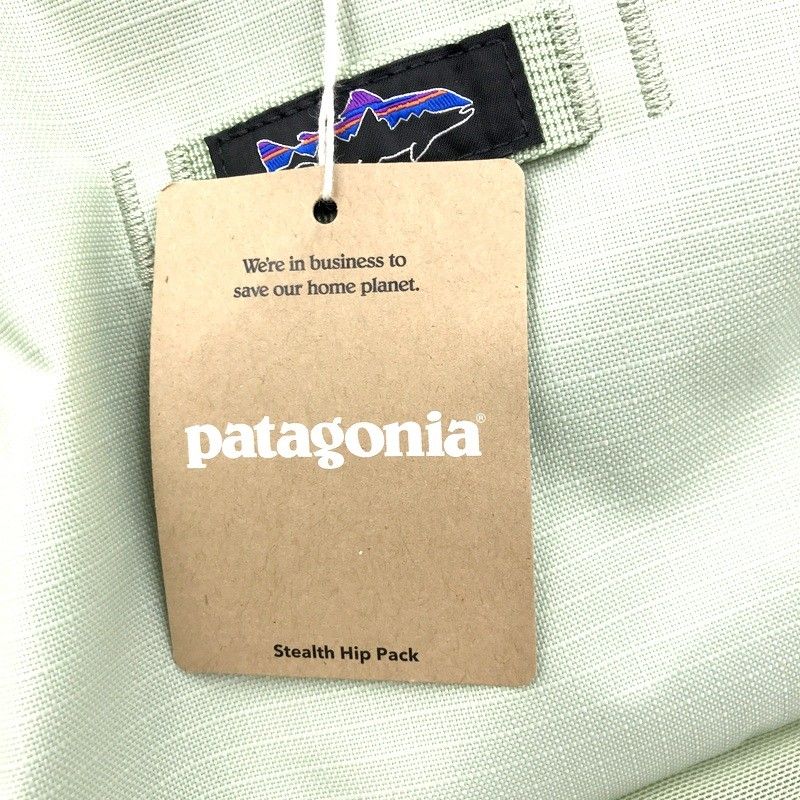 We're in business to
save our home planet.
patagonia®
Stealth Hip Pack